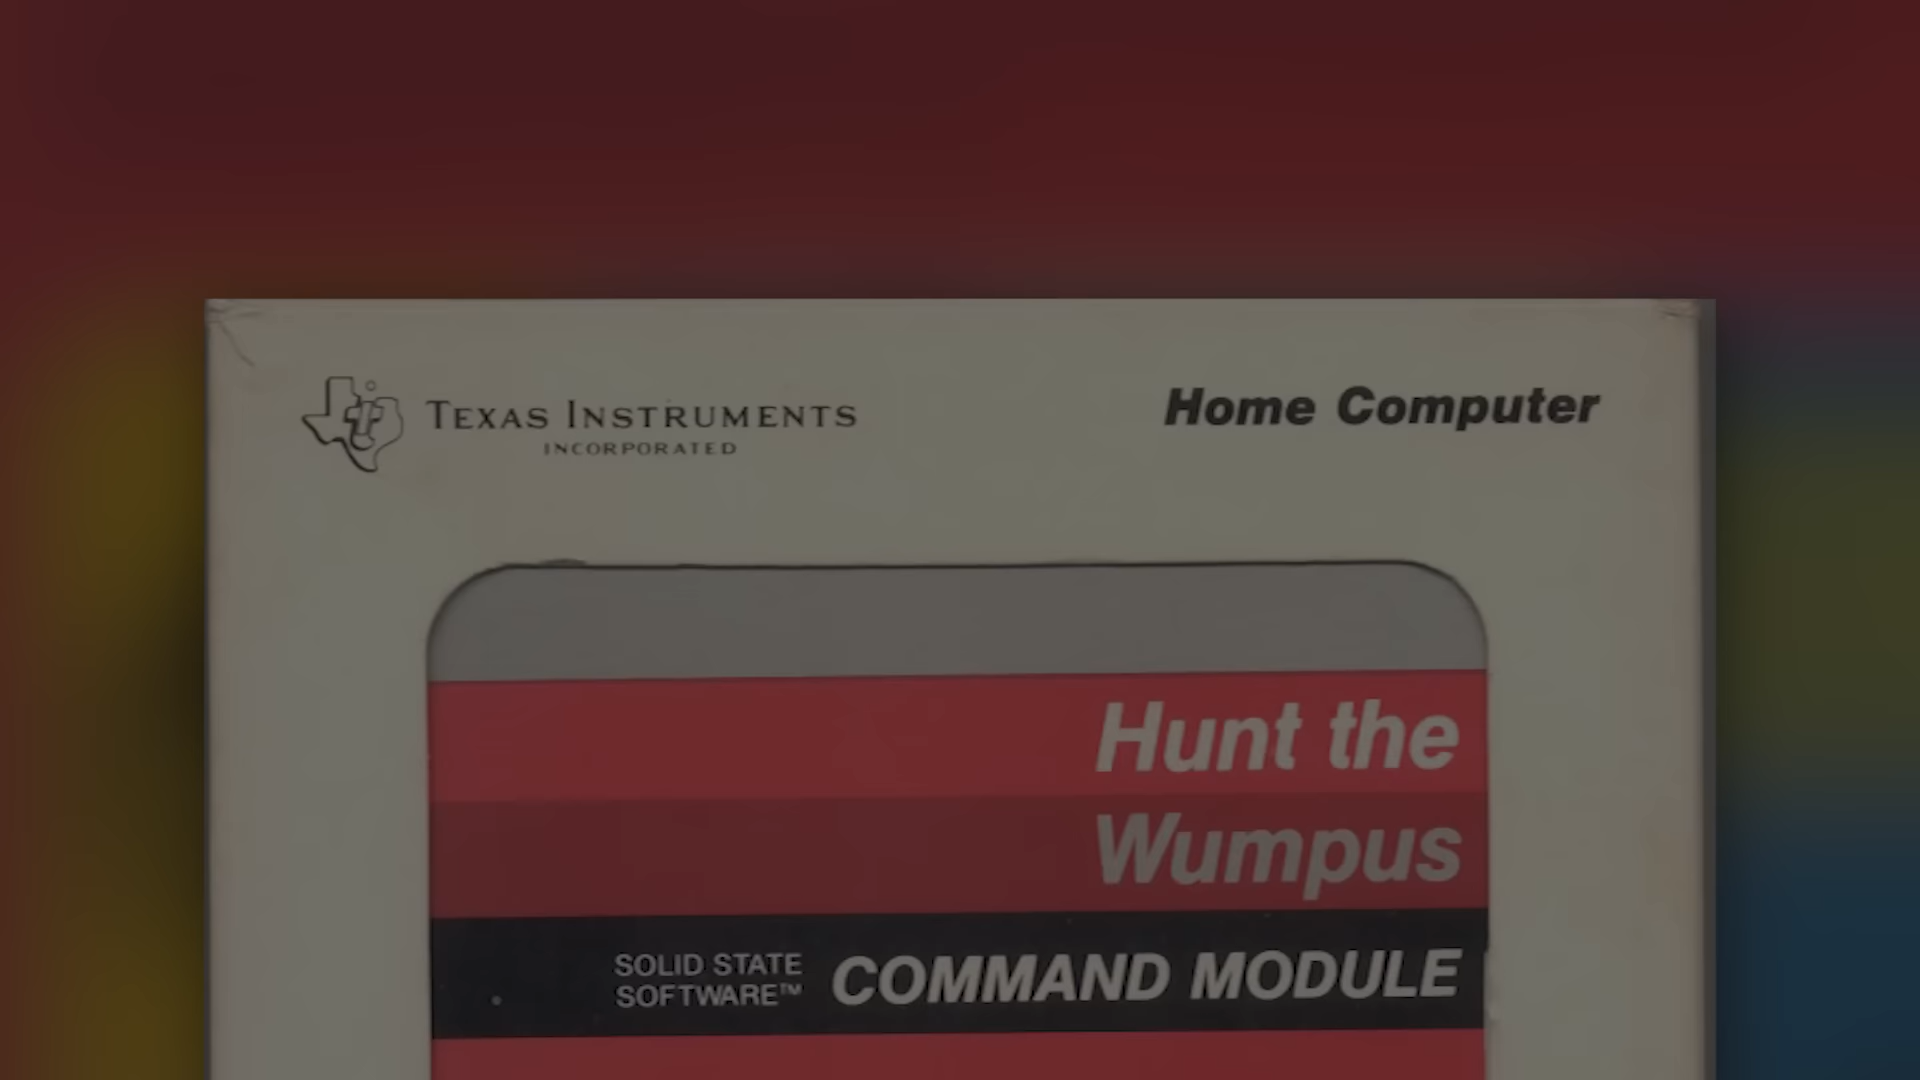 TEXAS INSTRUMENTS
INCORPORATED
Home Computer
Hunt the
Wumpus
SOLID STATE
SOFTWARE™
COMMAND MODULE